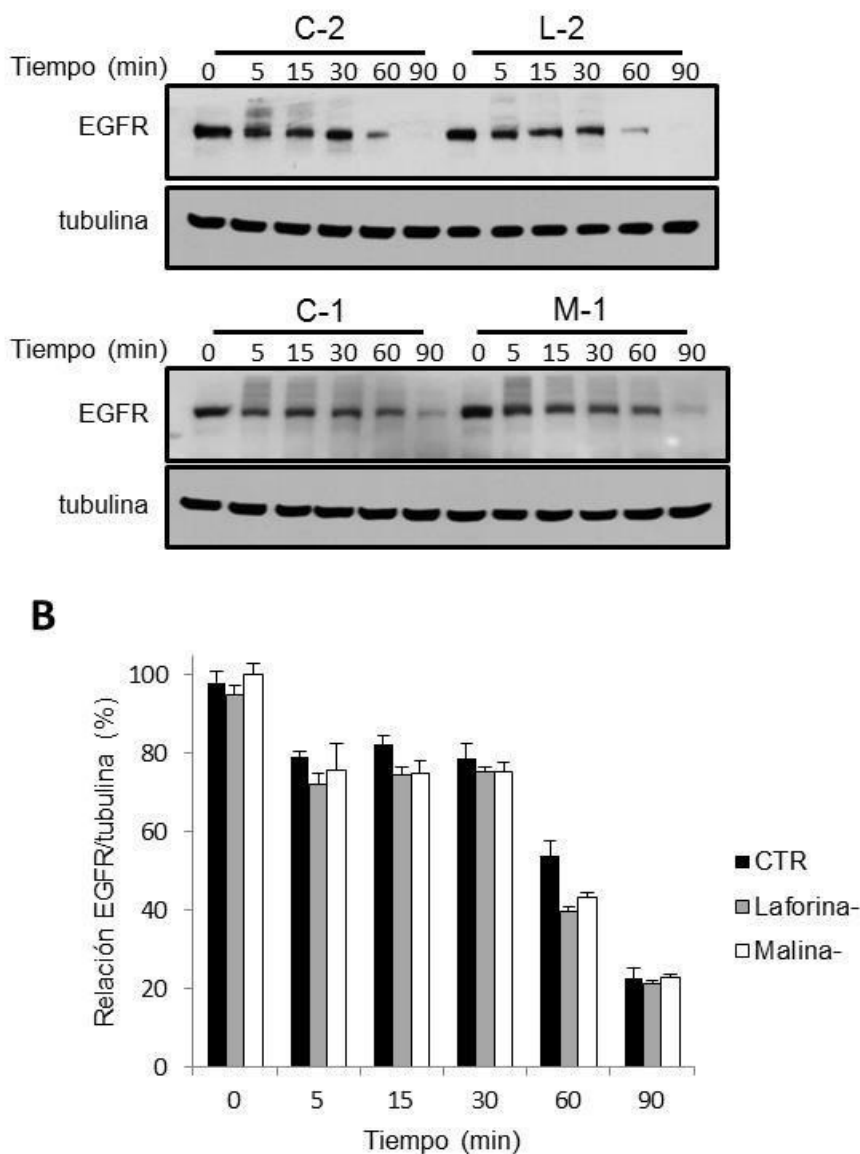 C-2 L-2
Tiempo (min) 0 5 15 30 60 90 0 5 15 30 60 90
EGFR
tubulina
C-1 M-1
Tiempo (min) 0 5 15 30 60 90 0 5 15 30 60 90
EGFR
tubulina
B
Relación EGFR/tubulina (%)
100
80
60
40
20
0
0 5 15 30 60 90
Tiempo (min)
CTR
Laforina-
Malina-